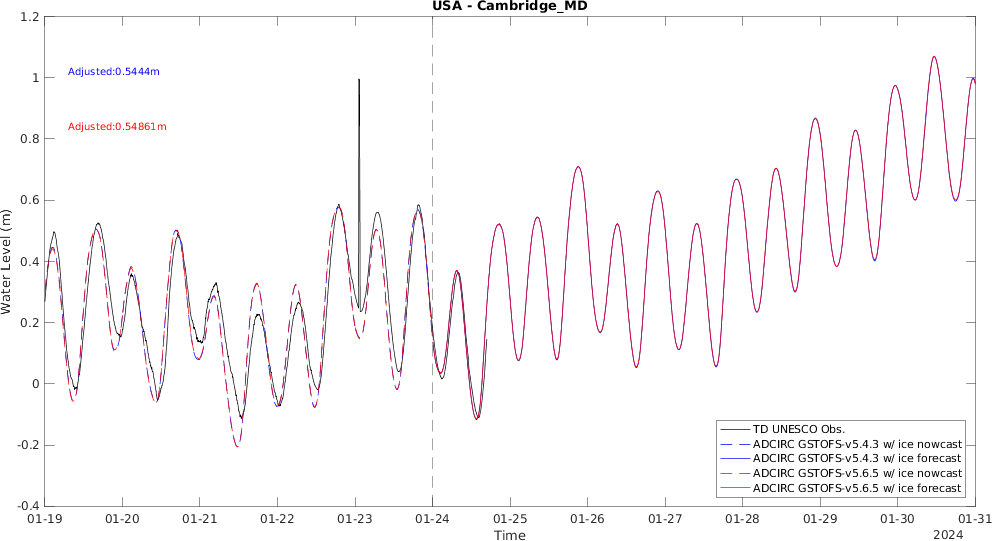 USA - Cambridge_MD
1.2
1
0.8
0.6
0.4
0.2
0
-0.2
-0.4
Water Level (m)
Adjusted:0.5444m
Adjusted:0.54861m
TD UNESCO Obs.
ADCIRC GSTOFS-v5.4.3 w/ ice nowcast
ADCIRC GSTOFS-v5.4.3 w/ ice forecast
ADCIRC GSTOFS-v5.6.5 w/ ice nowcast
ADCIRC GSTOFS-v5.6.5 w/ ice forecast
01-19 01-20 01-21 01-22 01-23 01-24 01-25 01-26 01-27 01-28 01-29 01-30 01-31
Time
2024